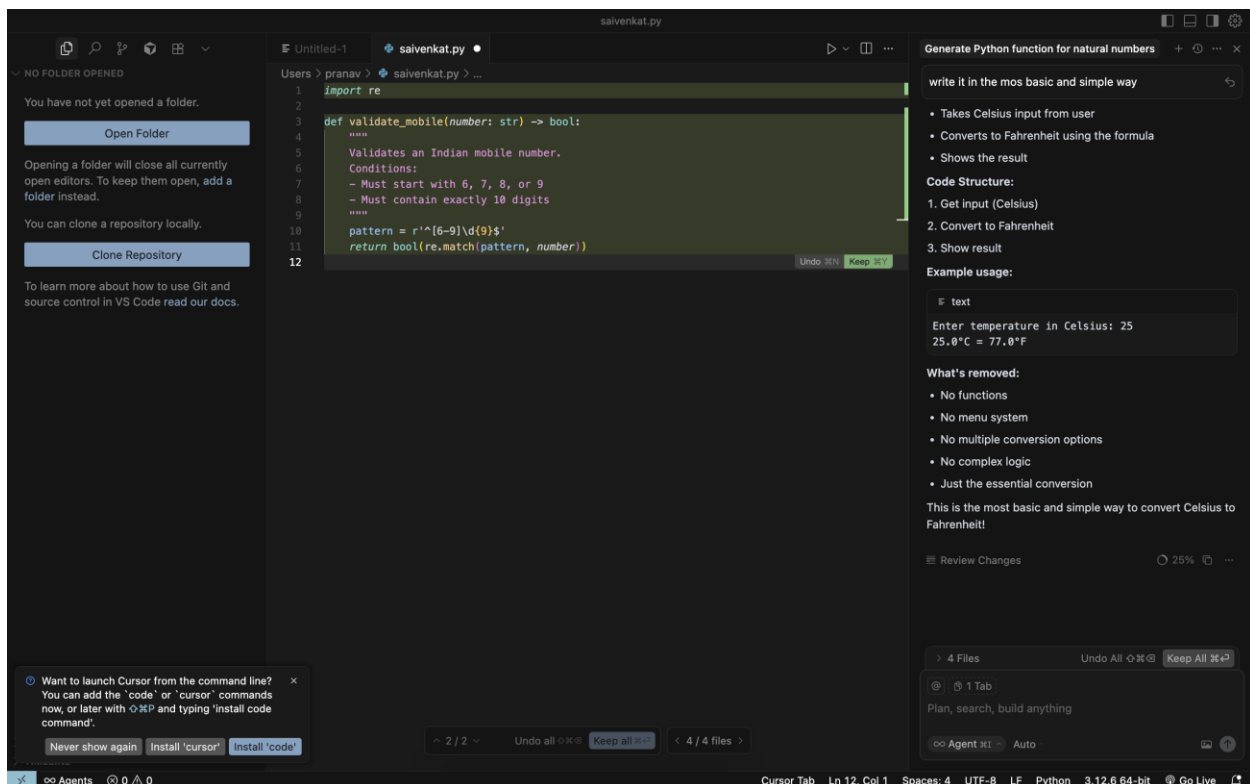 saivenkat.py
NO FOLDER OPENED
You have not yet opened a folder.
Open Folder
Opening a folder will close all currently
open editors. To keep them open, add a
folder instead.
You can clone a repository locally.
Clone Repository
To learn more about how to use Git and
source control in VS Code read our docs.
Want to launch Cursor from the command line?
You can add the `code` or `cursor` commands
now, or later with ⇧⌘P and typing 'install code
command'.
Never show again Install 'cursor' Install 'code'
Untitled-1 saivenkat.py
Users > pranav > saivenkat.py > ...
1 import re
2
3 def validate_mobile(number: str) -> bool:
4 """
5 Validates an Indian mobile number.
6 Conditions:
7 - Must start with 6, 7, 8, or 9
8 - Must contain exactly 10 digits
9 """
10 pattern = r'^[6-9]\d{9}$'
11 return bool(re.match(pattern, number))
12
Undo ⌘N Keep ⌘Y
2 / 2 Undo all ⇧⌘⌫ Keep all ⌘⏎ < 4 / 4 files >
Generate Python function for natural numbers
write it in the mos basic and simple way
• Takes Celsius input from user
• Converts to Fahrenheit using the formula
• Shows the result
Code Structure:
1. Get input (Celsius)
2. Convert to Fahrenheit
3. Show result
Example usage:
text
Enter temperature in Celsius: 25
25.0°C = 77.0°F
What's removed:
• No functions
• No menu system
• No multiple conversion options
• No complex logic
• Just the essential conversion
This is the most basic and simple way to convert Celsius to
Fahrenheit!
Review Changes 25%
> 4 Files Undo All ⇧⌘⌫ Keep All ⌘⏎
@ 1 Tab
Plan, search, build anything
∞ Agent ⌘I Auto
∞ Agents 0 0 Cursor Tab Ln 12, Col 1 Spaces: 4 UTF-8 LF Python 3.12.6 64-bit Go Live